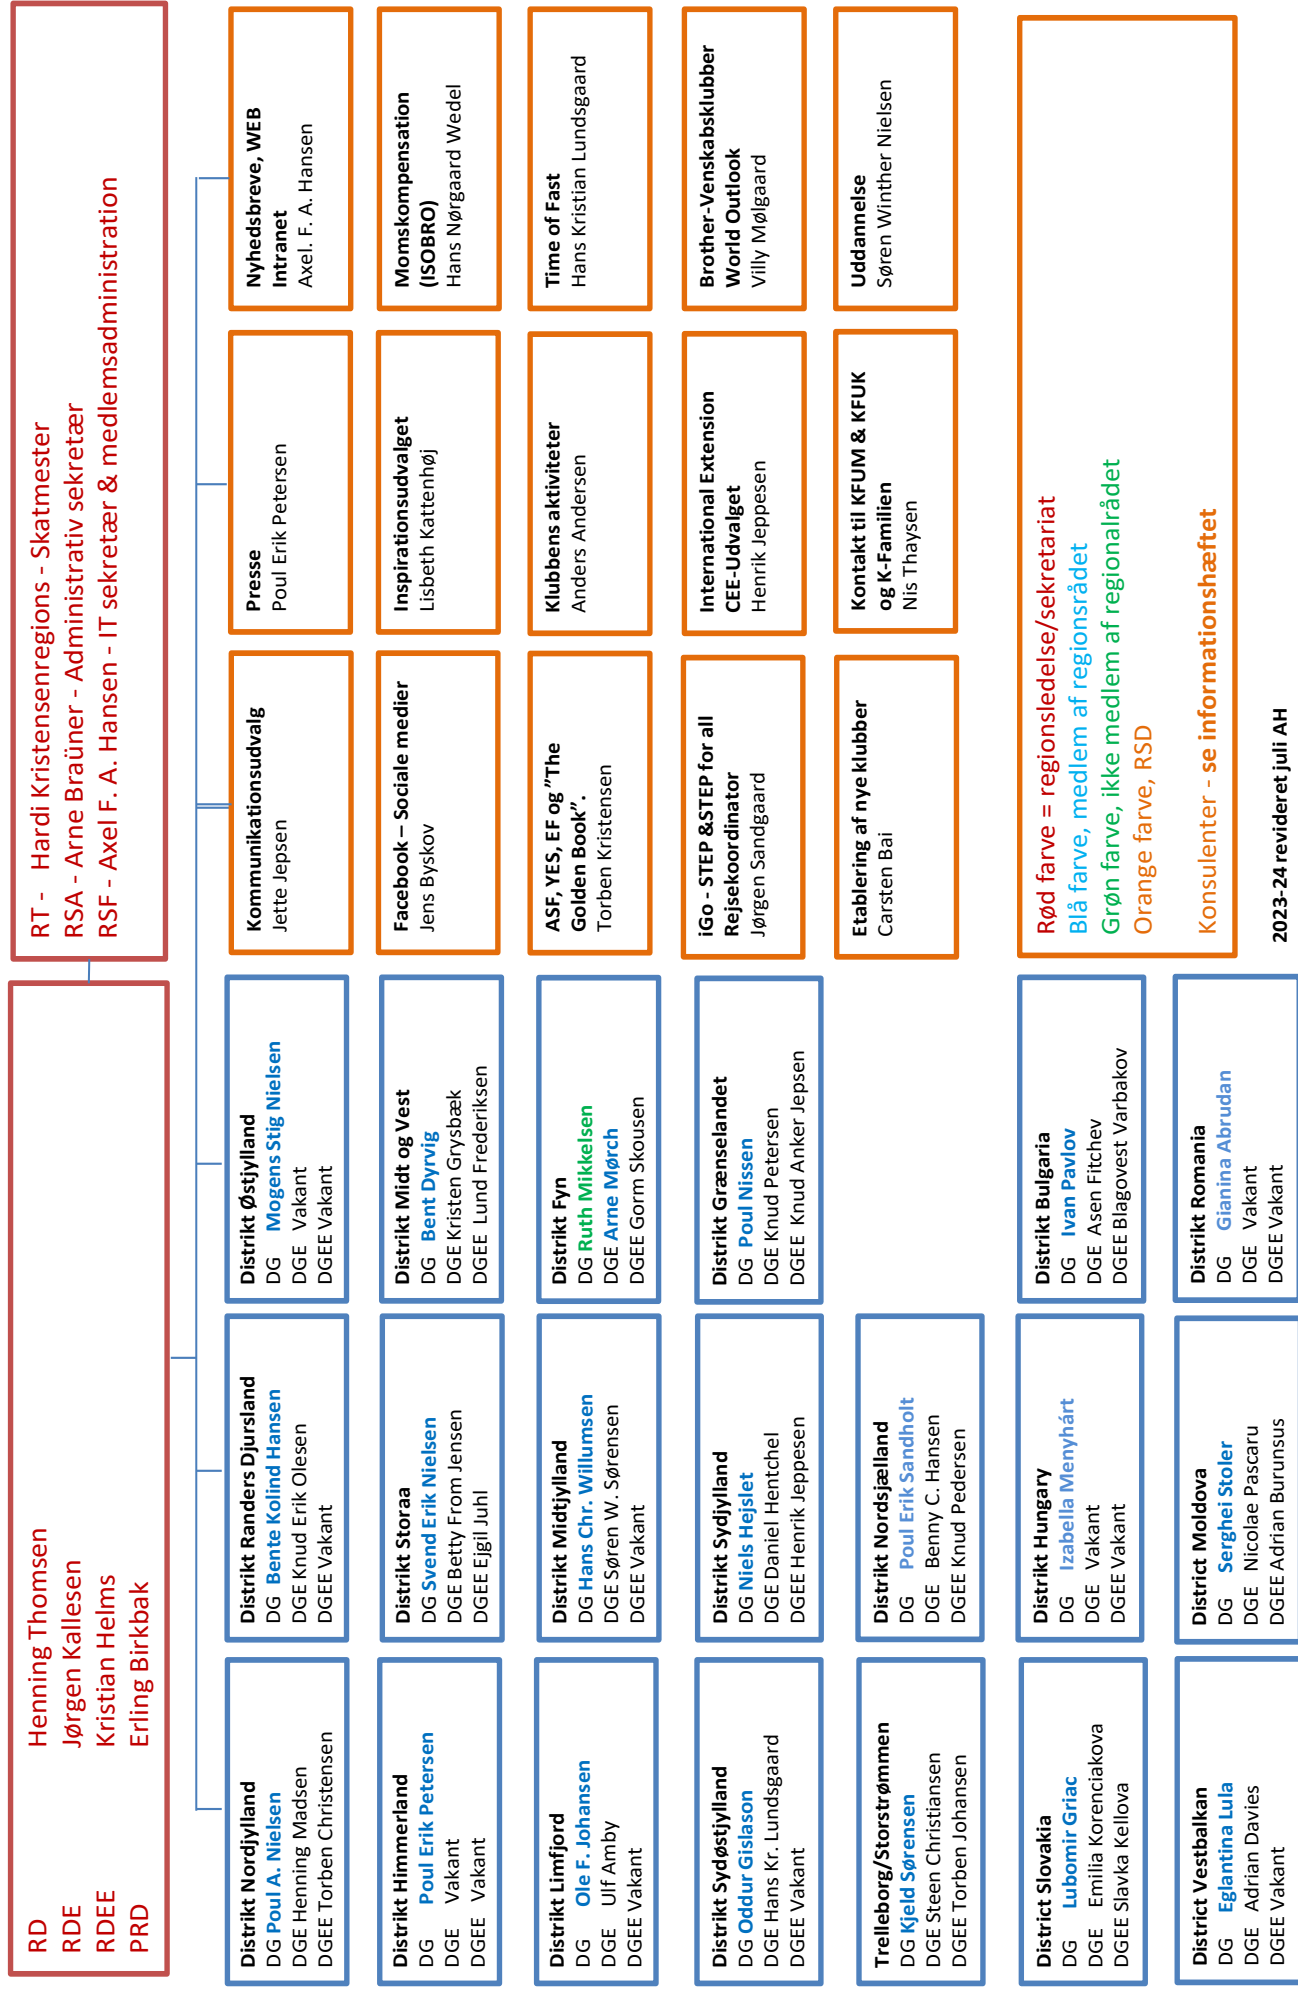 RD Henning Thomsen
RDE Jørgen Kallesen
RDEE Kristian Helms
PRD Erling Birkbak
RT - Hardi Kristensenregions - Skatmester
RSA - Arne Braüner - Administrativ sekretær
RSF - Axel F. A. Hansen - IT sekretær & medlemsadministration
Distrikt Nordjylland
DG Poul A. Nielsen
DGE Henning Madsen
DGEE Torben Christensen
Distrikt Randers Djursland
DG Bente Kolind Hansen
DGE Knud Erik Olesen
DGEE Vakant
Distrikt Østjylland
DG Mogens Stig Nielsen
DGE Vakant
DGEE Vakant
Kommunikationsudvalg
Jette Jepsen
Presse
Poul Erik Petersen
Nyhedsbreve, WEB
Intranet
Axel. F. A. Hansen
Distrikt Himmerland
DG Poul Erik Petersen
DGE Vakant
DGEE Vakant
Distrikt Storaa
DG Svend Erik Nielsen
DGE Betty From Jensen
DGEE Ejgil Juhl
Distrikt Midt og Vest
DG Bent Dyrvig
DGE Kristen Grysbæk
DGEE Lund Frederiksen
Facebook – Sociale medier
Jens Byskov
Inspirationsudvalget
Lisbeth Kattenhøj
Momskompensation
(ISOBRO)
Hans Nørgaard Wedel
Distrikt Limfjord
DG Ole F. Johansen
DGE Ulf Amby
DGEE Vakant
Distrikt Midtjylland
DG Hans Chr. Willumsen
DGE Søren W. Sørensen
DGEE Vakant
Distrikt Fyn
DG Ruth Mikkelsen
DGE Arne Mørch
DGEE Gorm Skousen
ASF, YES, EF og ”The
Golden Book”.
Torben Kristensen
Klubbens aktiviteter
Anders Andersen
Time of Fast
Hans Kristian Lundsgaard
Distrikt Sydøstjylland
DG Oddur Gislason
DGE Hans Kr. Lundsgaard
DGEE Vakant
Distrikt Sydjylland
DG Niels Hejslet
DGE Daniel Hentchel
DGEE Henrik Jeppesen
Distrikt Grænselandet
DG Poul Nissen
DGE Knud Petersen
DGEE Knud Anker Jepsen
iGo - STEP &STEP for all
Rejsekoordinator
Jørgen Sandgaard
International Extension
CEE-Udvalget
Henrik Jeppesen
Brother-Venskabsklubber
World Outlook
Villy Mølgaard
Trelleborg/Storstrømmen
DG Kjeld Sørensen
DGE Steen Christiansen
DGEE Torben Johansen
Distrikt Nordsjælland
DG Poul Erik Sandholt
DGE Benny C. Hansen
DGEE Knud Pedersen
Etablering af nye klubber
Carsten Bai
Kontakt til KFUM & KFUK
og K-Familien
Nis Thaysen
Uddannelse
Søren Winther Nielsen
District Slovakia
DG Lubomir Griac
DGE Emilia Korenciakova
DGEE Slavka Kellova
Distrikt Hungary
DG Izabella Menyhárt
DGE Vakant
DGEE Vakant
Distrikt Bulgaria
DG Ivan Pavlov
DGE Asen Fitchev
DGEE Blagovest Varbakov
Rød farve = regionsledelse/sekretariat
Blå farve, medlem af regionsrådet
Grøn farve, ikke medlem af regionalrådet
Orange farve, RSD
Konsulenter - se informationshæftet
District Vestbalkan
DG Eglantina Lula
DGE Adrian Davies
DGEE Vakant
District Moldova
DG Serghei Stoler
DGE Nicolae Pascaru
DGEE Adrian Burunsus
Distrikt Romania
DG Gianina Abrudan
DGE Vakant
DGEE Vakant
2023-24 revideret juli AH